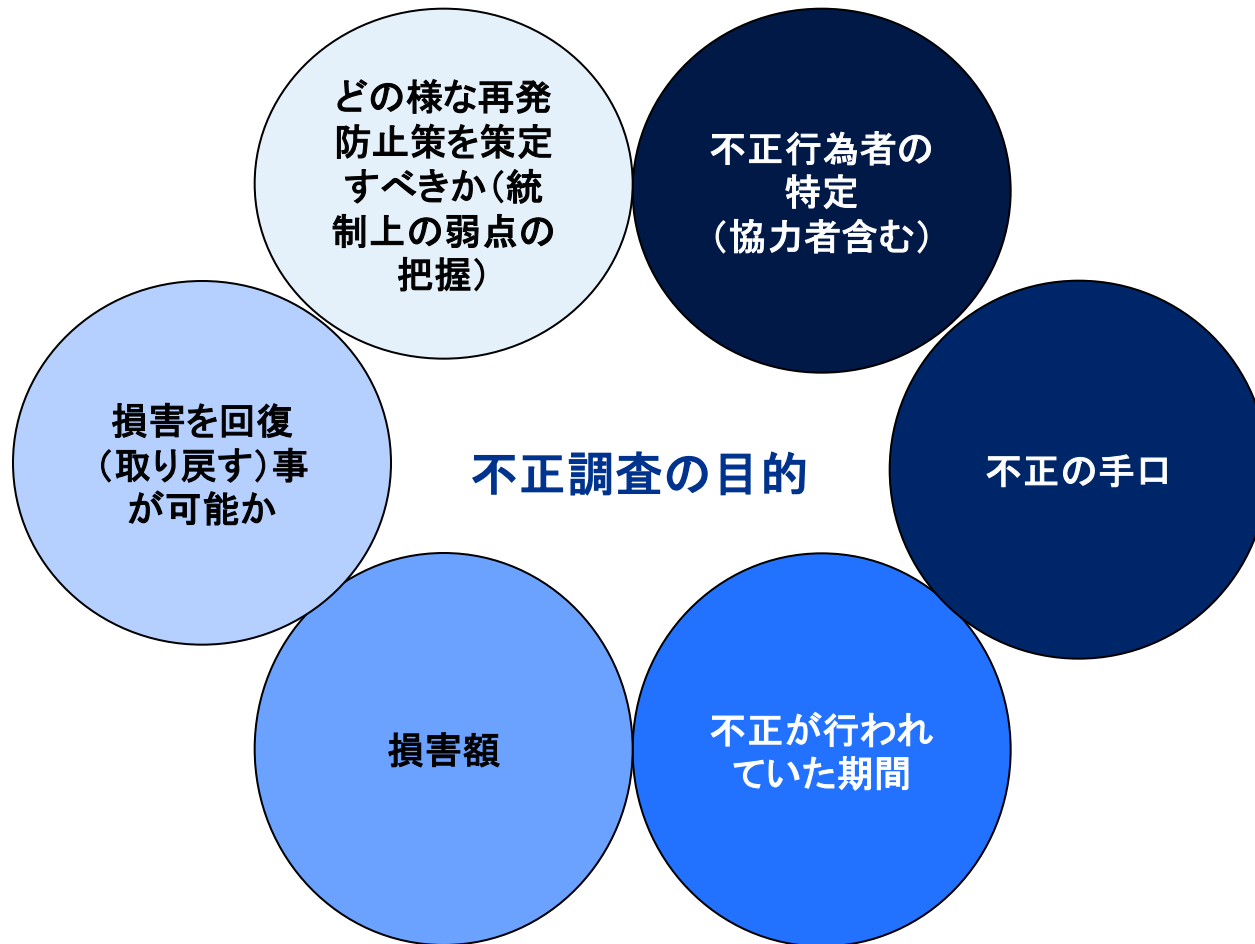 どの様な再発
防止策を策定
すべきか（統
制上の弱点の
把握）
不正行為者の
特定
（協力者含む）
損害を回復
（取り戻す）事
が可能か
不正調査の目的
不正の手口
損害額
不正が行われ
ていた期間